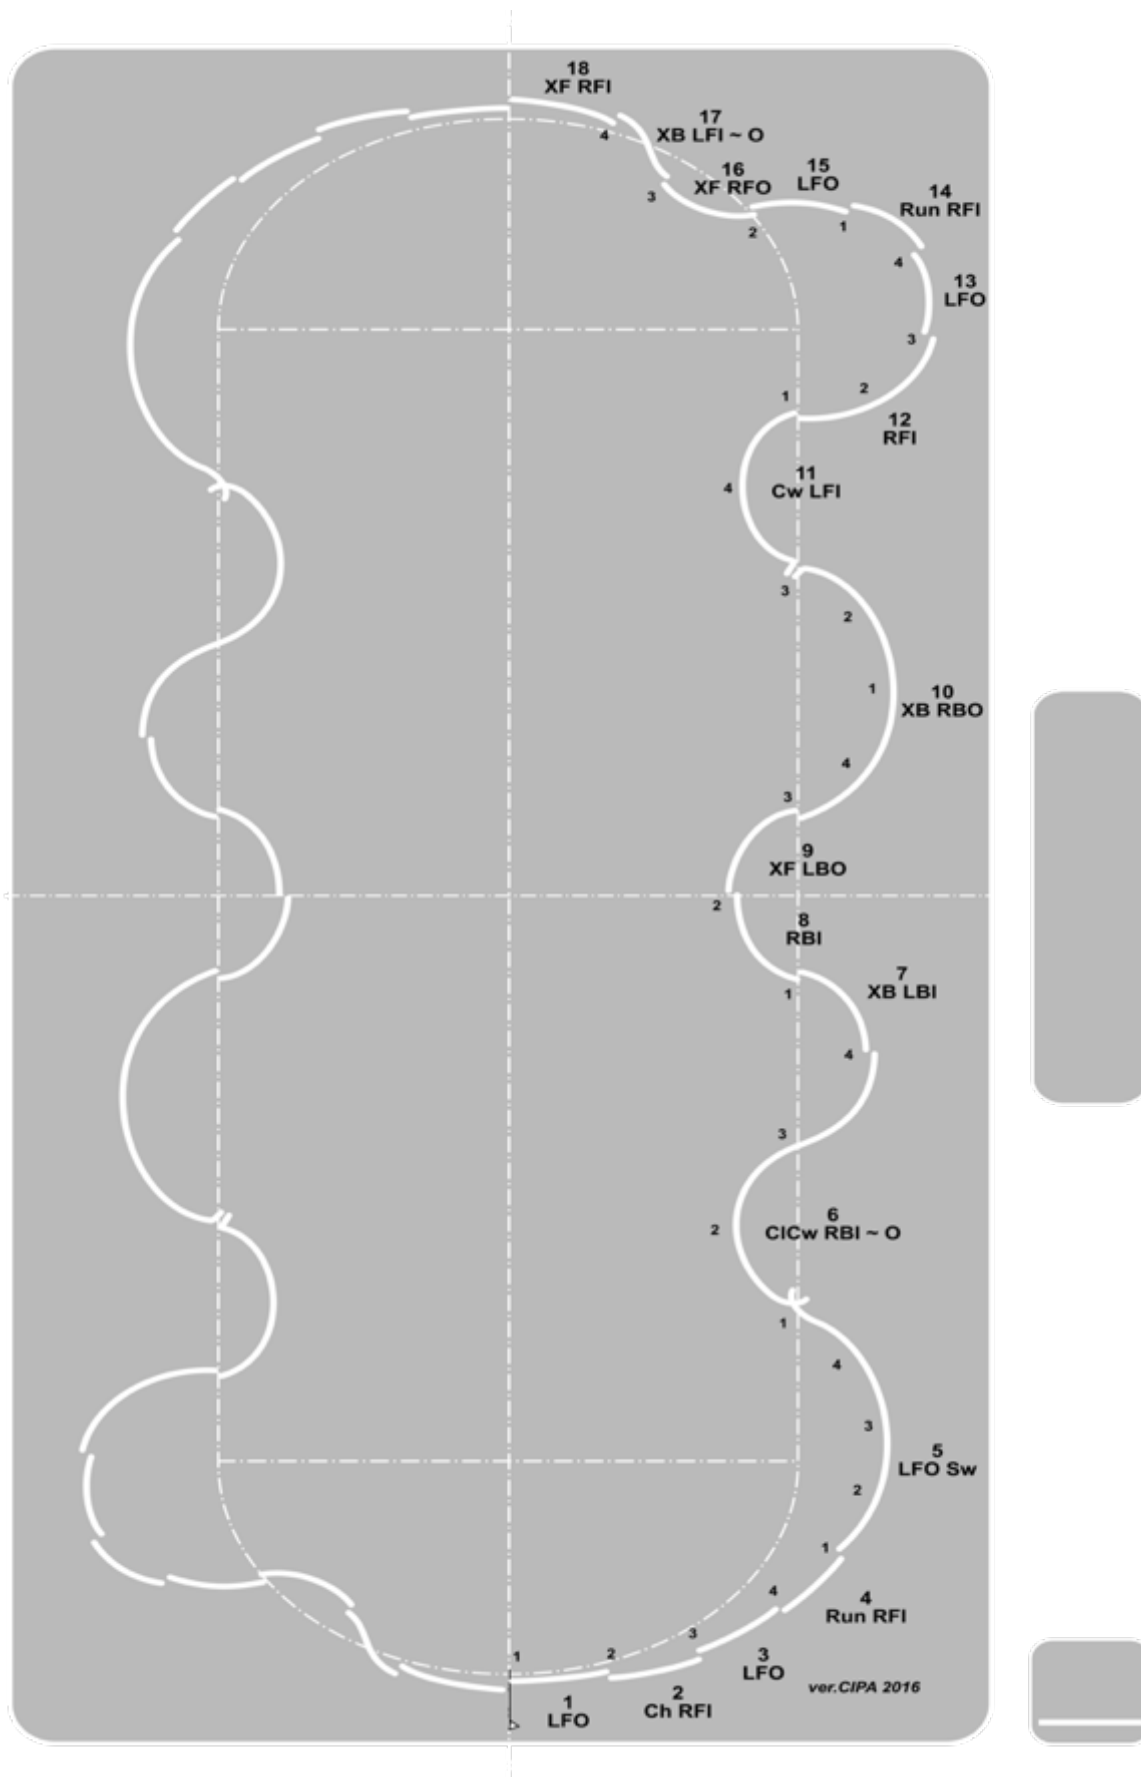 18
XF RFI
4
17
XB LFI ~ O
3
16
XF RFO
2
15
LFO
1
14
Run RFI
4
13
LFO
3
2
12
RFI
1
11
Cw LFI
4
3
2
1
10
XB RBO
4
3
9
XF LBO
2
8
RBI
7
XB LBI
1
4
3
6
ClCw RBI ~ O
2
1
4
3
5
LFO Sw
2
1
4
4
Run RFI
3
3
LFO
2
2
Ch RFI
1
1
LFO
ver.CIPA 2016